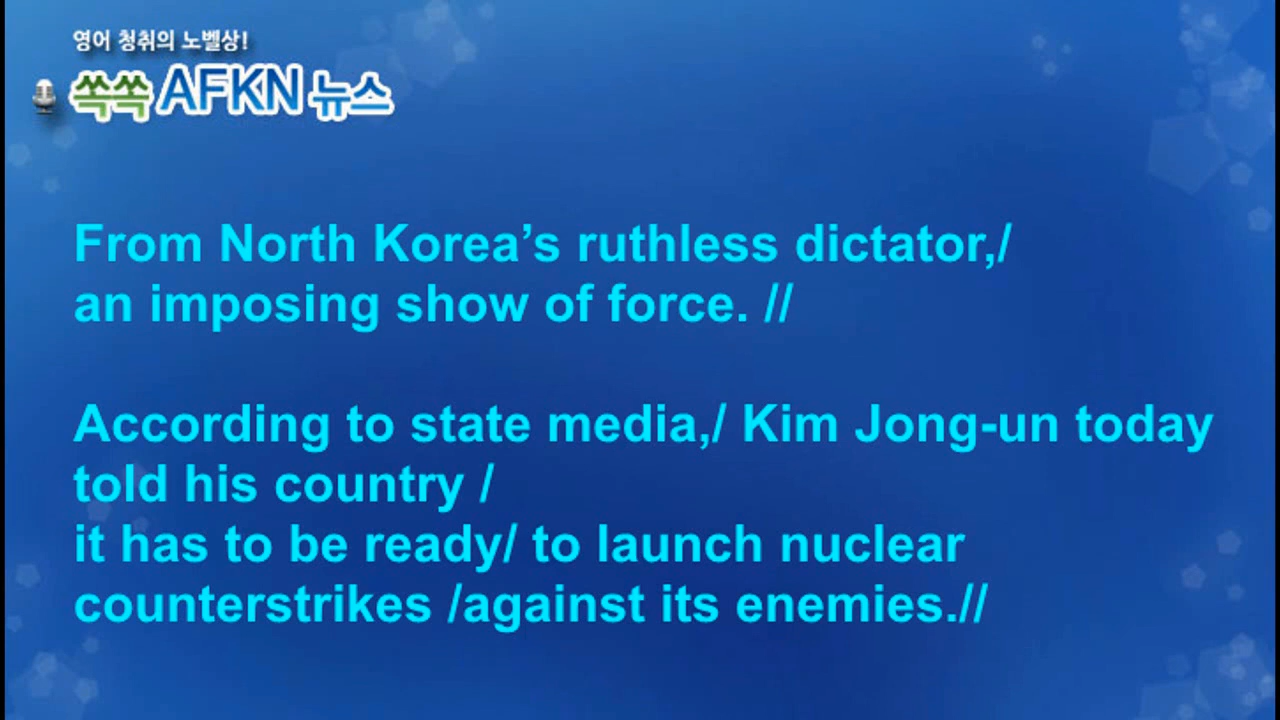 영어 청취의 노벨상!
쏙쏙 AFKN 뉴스
From North Korea’s ruthless dictator,/
an imposing show of force. //
According to state media,/ Kim Jong-un today
told his country /
it has to be ready/ to launch nuclear
counterstrikes /against its enemies.//